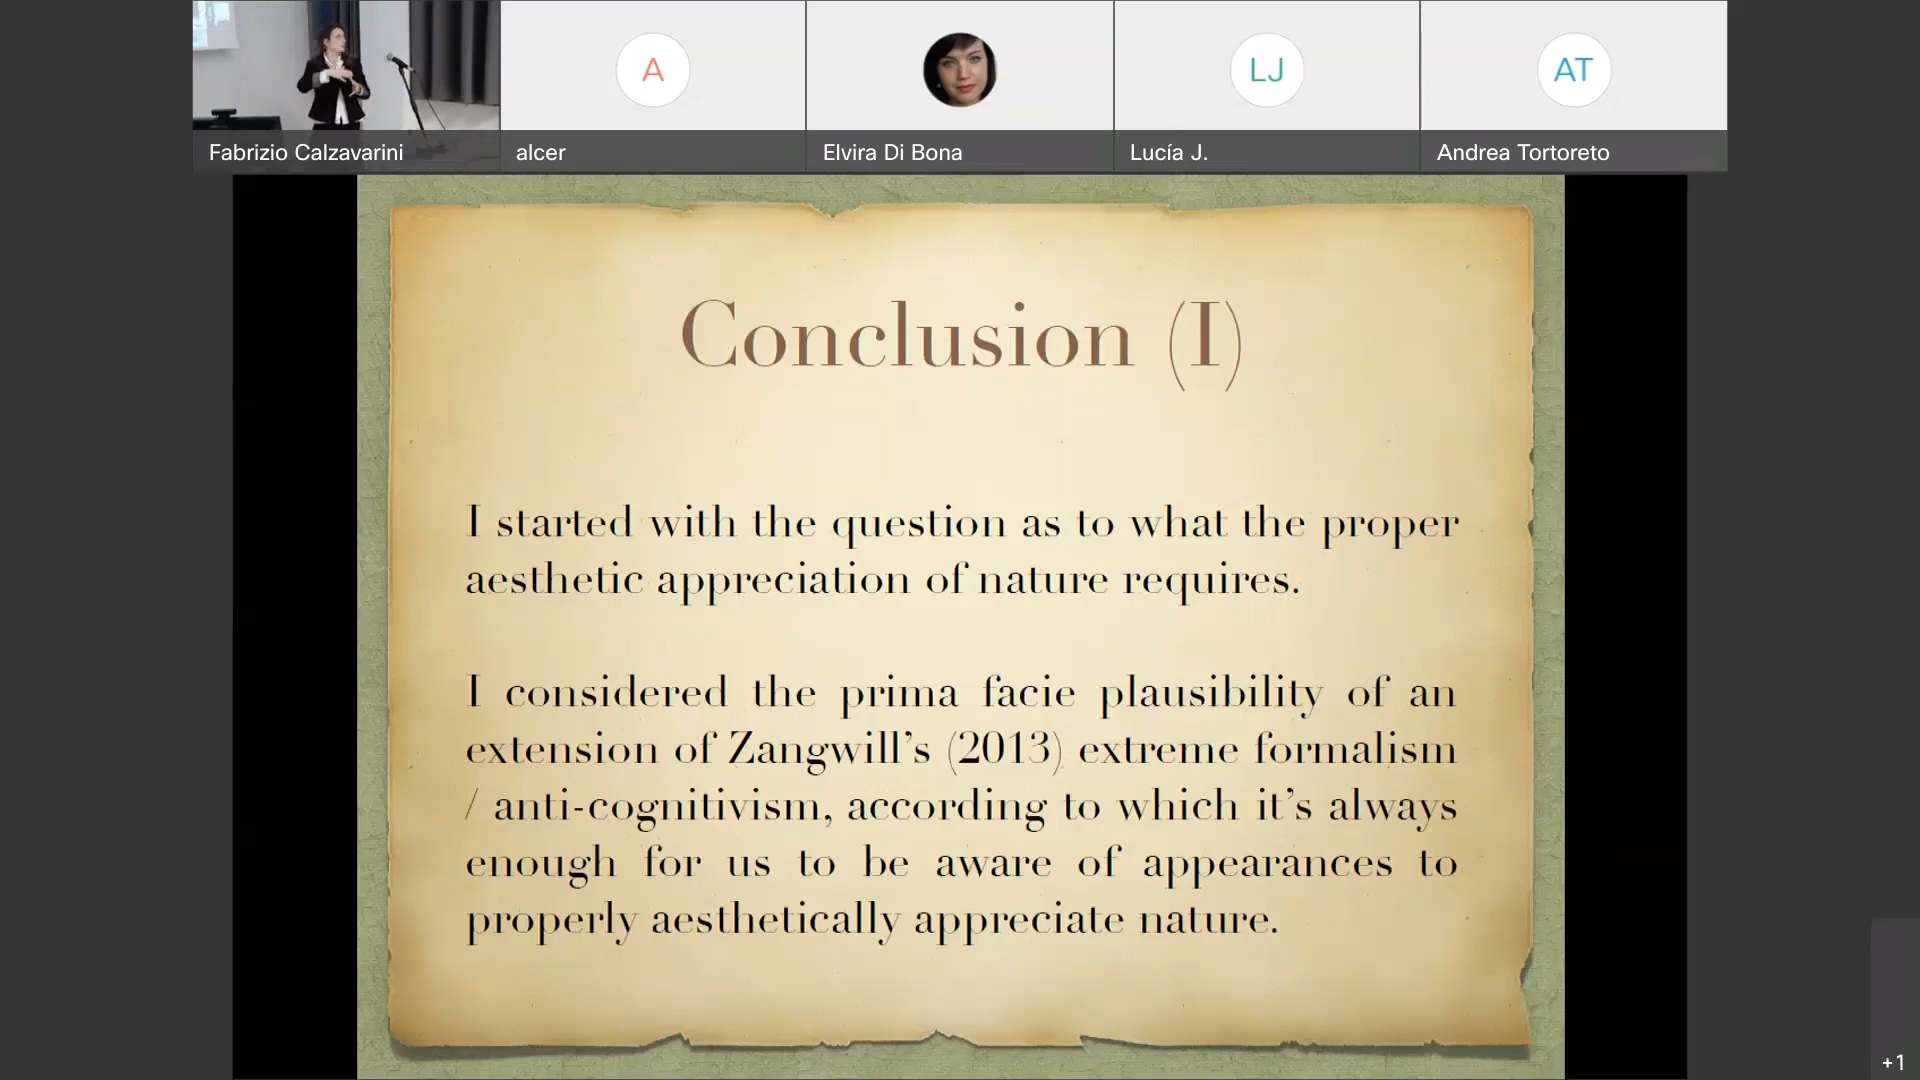 A
LJ
AT
Fabrizio Calzavarini
alcer
Elvira Di Bona
Lucía J.
Andrea Tortoreto
Conclusion (I)
I started with the question as to what the proper
aesthetic appreciation of nature requires.
I considered the prima facie plausibility of an
extension of Zangwill's (2013) extreme formalism
/ anti-cognitivism, according to which it's always
enough for us to be aware of appearances to
properly aesthetically appreciate nature.
+1